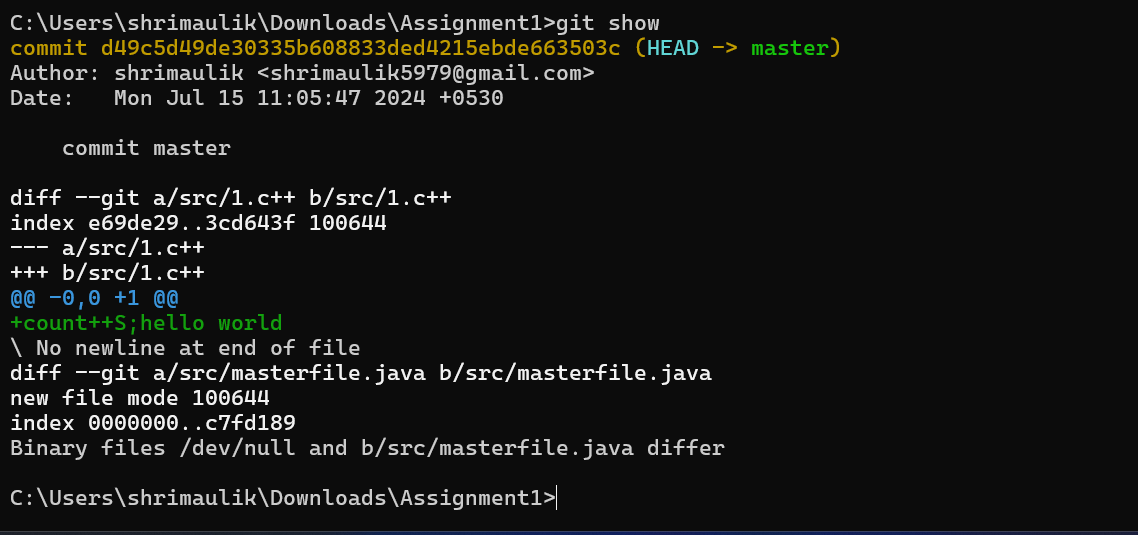 C:\Users\shrimaulik\Downloads\Assignment1>git show
commit d49c5d49de30335b608833ded4215ebde663503c (HEAD -> master)
Author: shrimaulik <shrimaulik5979@gmail.com>
Date:   Mon Jul 15 11:05:47 2024 +0530
    commit master
diff --git a/src/1.c++ b/src/1.c++
index e69de29..3cd643f 100644
--- a/src/1.c++
+++ b/src/1.c++
@@ -0,0 +1 @@
+count++S;hello world
\ No newline at end of file
diff --git a/src/masterfile.java b/src/masterfile.java
new file mode 100644
index 0000000..c7fd189
Binary files /dev/null and b/src/masterfile.java differ
C:\Users\shrimaulik\Downloads\Assignment1>